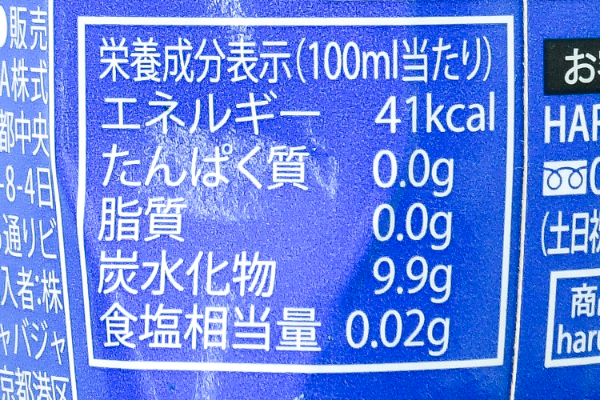 販売
A株式
都中央
-8-4日
通りビ
入者:株
ャバジャ
京都港区
栄養成分表示(100ml当たり)
エネルギー 41kcal
たんぱく質 0.0g
脂質 0.0g
炭水化物 9.9g
食塩相当量 0.02g
お
HAR
(土日祝
商
haru